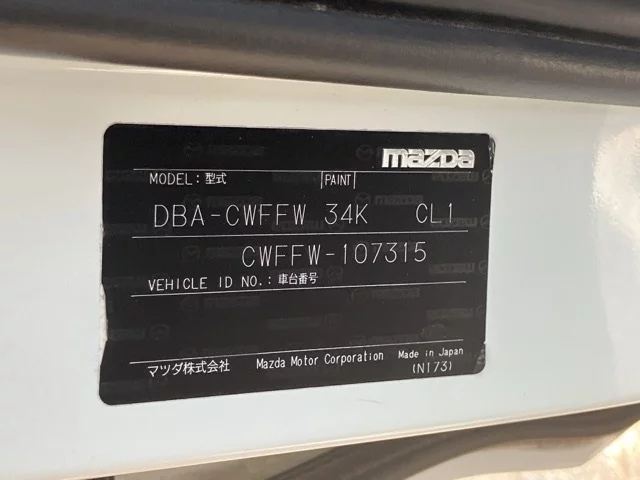 mazda
MODEL: 型式 PAINT
DBA-CWFFW 34K CL1
CWFFW-107315
VEHICLE ID NO.: 車台番号
マツダ株式会社 Mazda Motor Corporation Made in Japan
(N173)